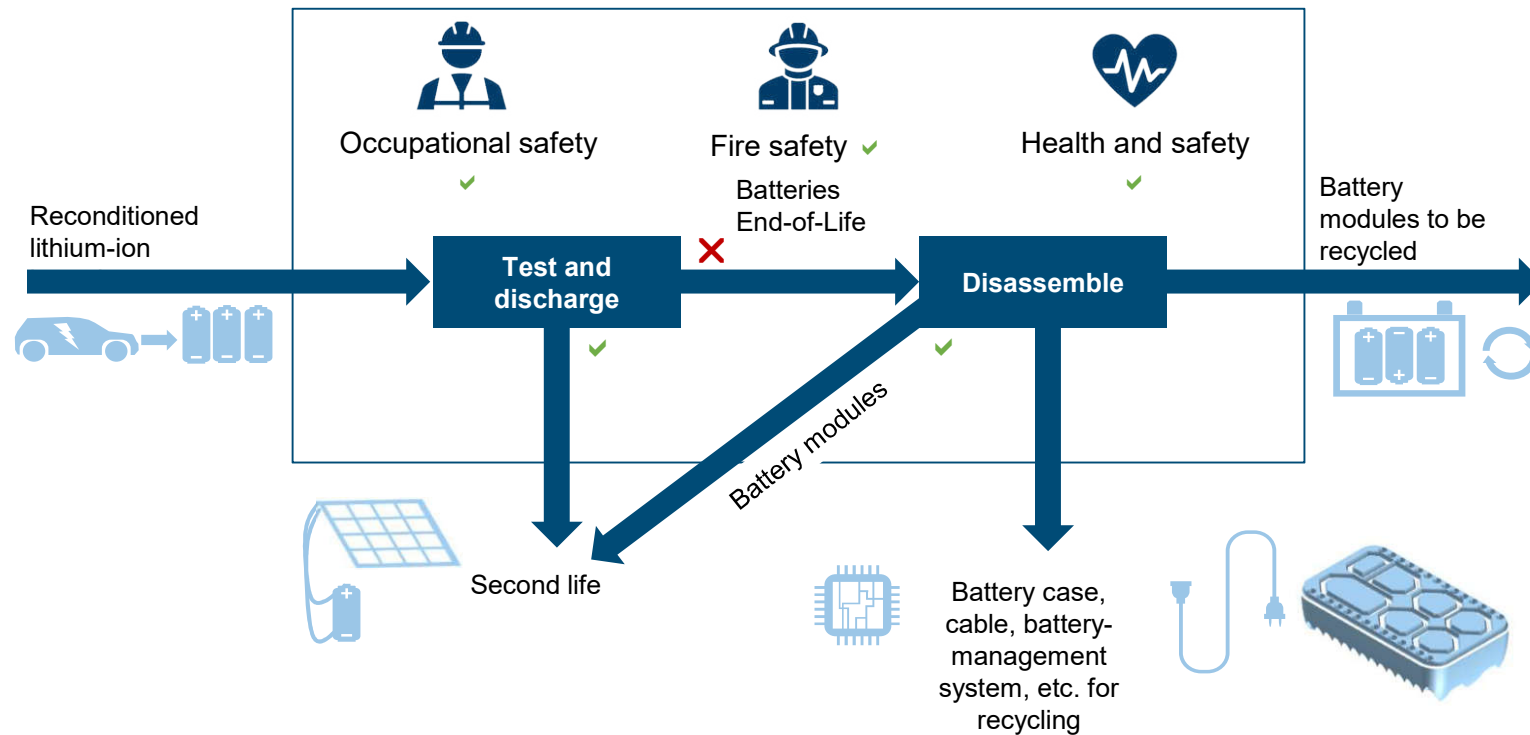 Occupational safety
Fire safety
Health and safety
Reconditioned
lithium-ion
Batteries
End-of-Life
Battery
modules to be
recycled
Test and
discharge
Disassemble
Battery modules
Second life
Battery case,
cable, battery-
management
system, etc. for
recycling